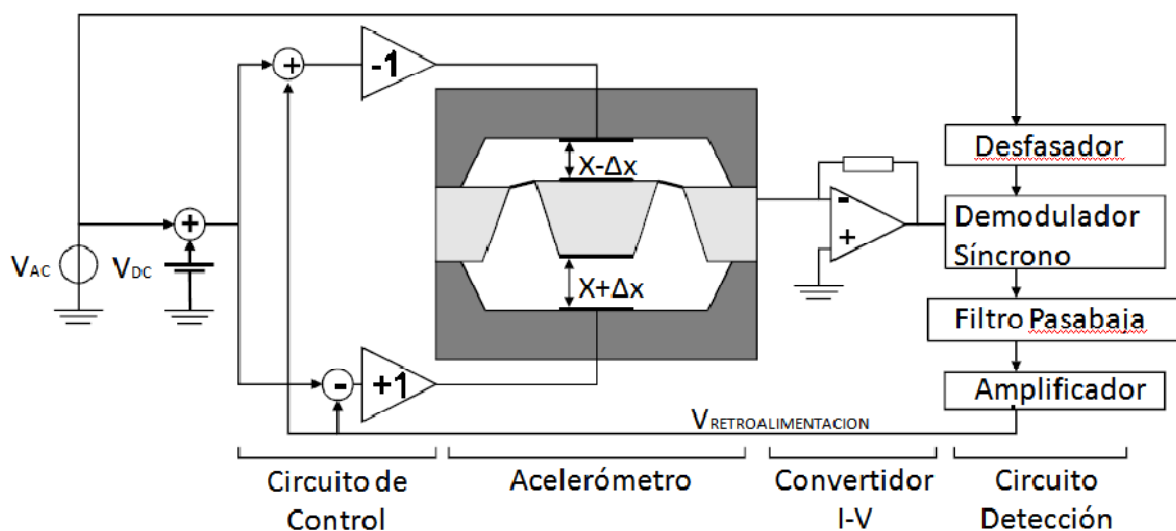 +
-1
Desfasador
X-Δx
Demodulador
Síncrono
-
+
+
VAC
VDC
X+Δx
Filtro Pasabaja
-
+1
Amplificador
VRETROALIMENTACION
Circuito de
Control
Acelerómetro
Convertidor
I-V
Circuito
Detección